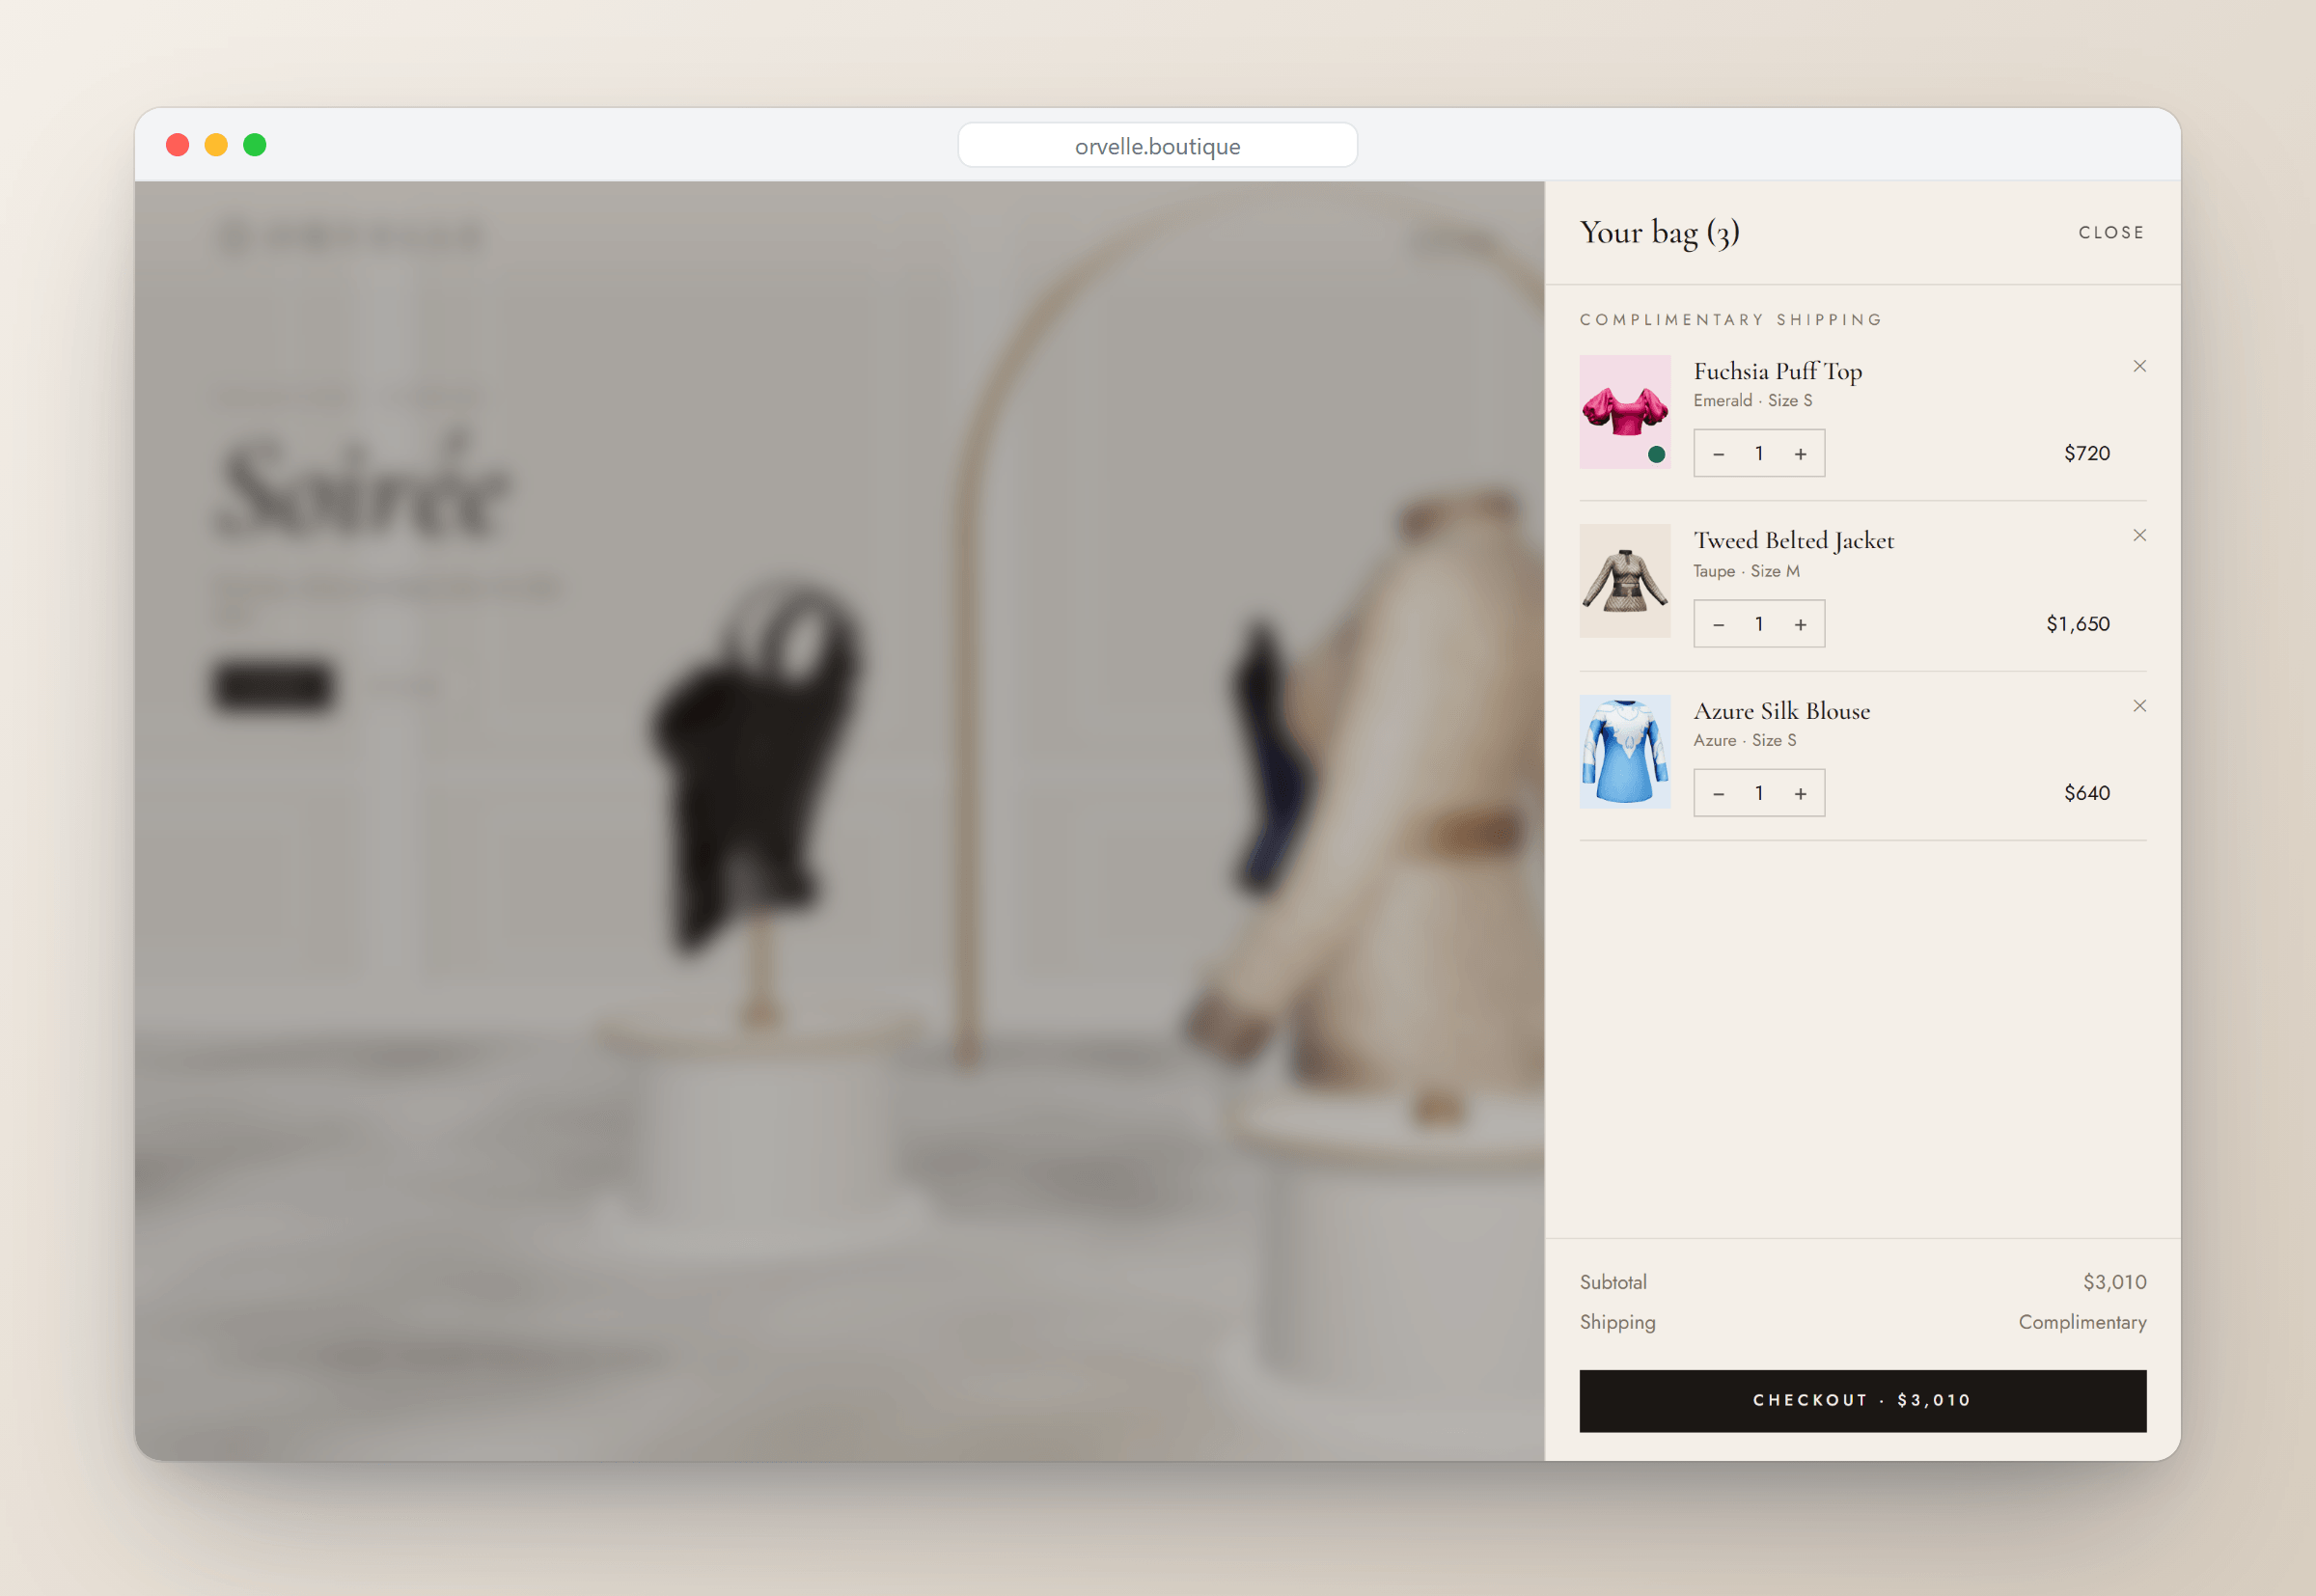 orvelle.boutique
Soirée
Your bag (3)
CLOSE
COMPLIMENTARY SHIPPING
Fuchsia Puff Top
Emerald · Size S
− 1 +
$720
Tweed Belted Jacket
Taupe · Size M
− 1 +
$1,650
Azure Silk Blouse
Azure · Size S
− 1 +
$640
Subtotal
$3,010
Shipping
Complimentary
CHECKOUT · $3,010